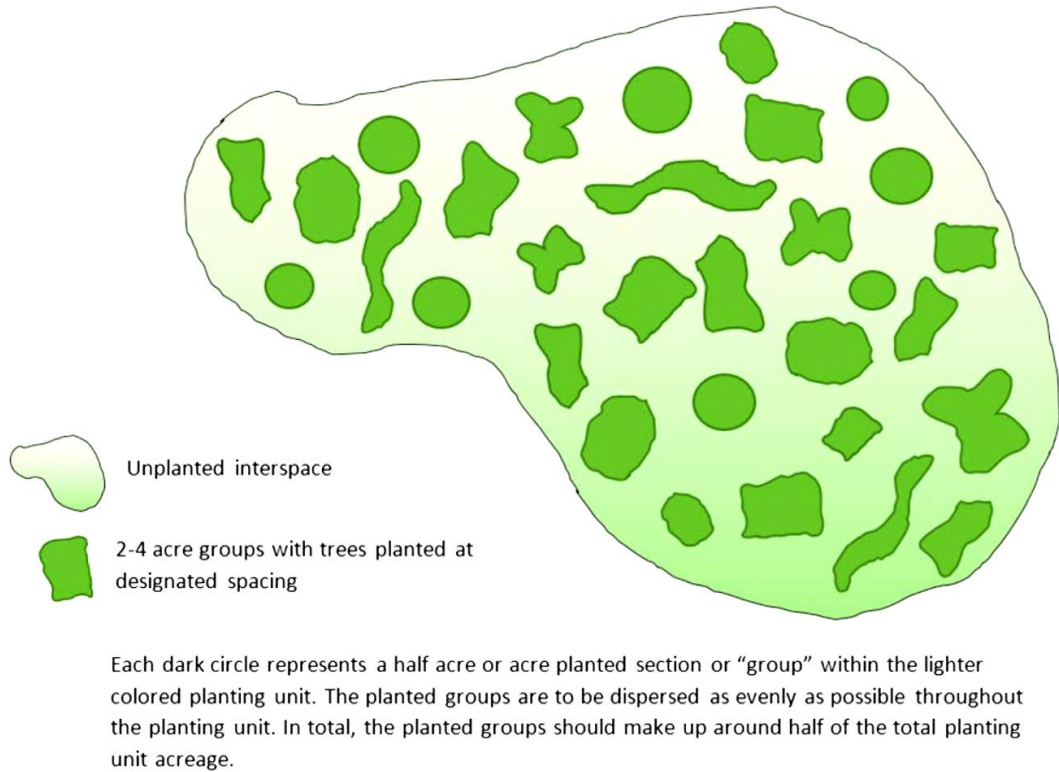 Unplanted interspace
2-4 acre groups with trees planted at
designated spacing
Each dark circle represents a half acre or acre planted section or “group” within the lighter
colored planting unit. The planted groups are to be dispersed as evenly as possible throughout
the planting unit. In total, the planted groups should make up around half of the total planting
unit acreage.